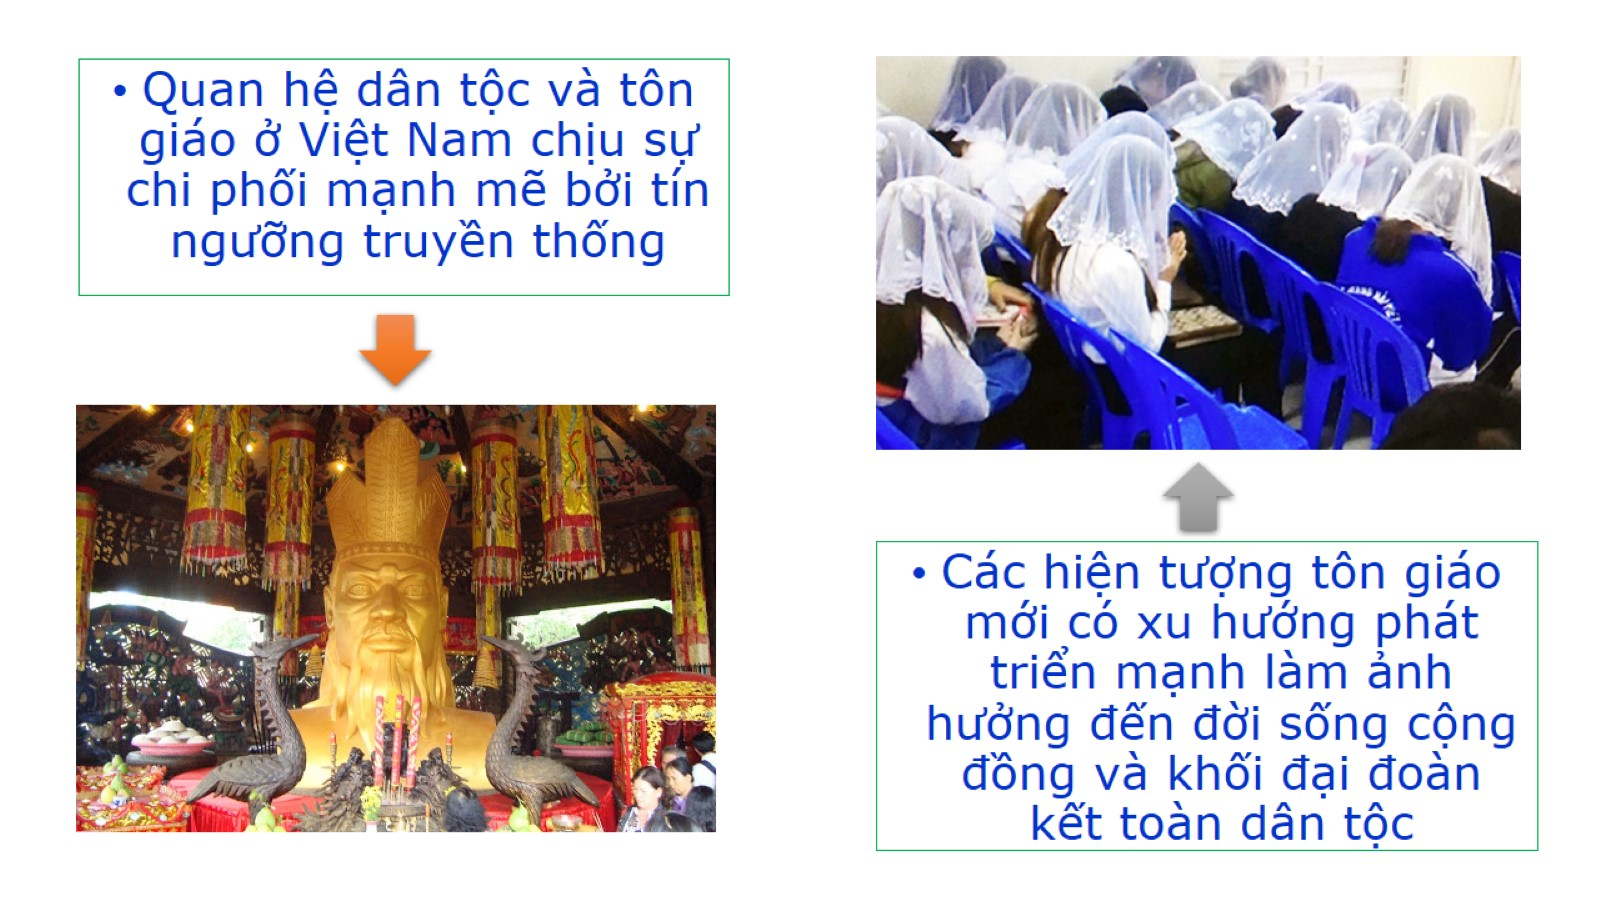 • Quan hệ dân tộc và tôn
giáo ở Việt Nam chịu sự
chi phối mạnh mẽ bởi tín
ngưỡng truyền thống
• Các hiện tượng tôn giáo
mới có xu hướng phát
triển mạnh làm ảnh
hưởng đến đời sống cộng
đồng và khối đại đoàn
kết toàn dân tộc